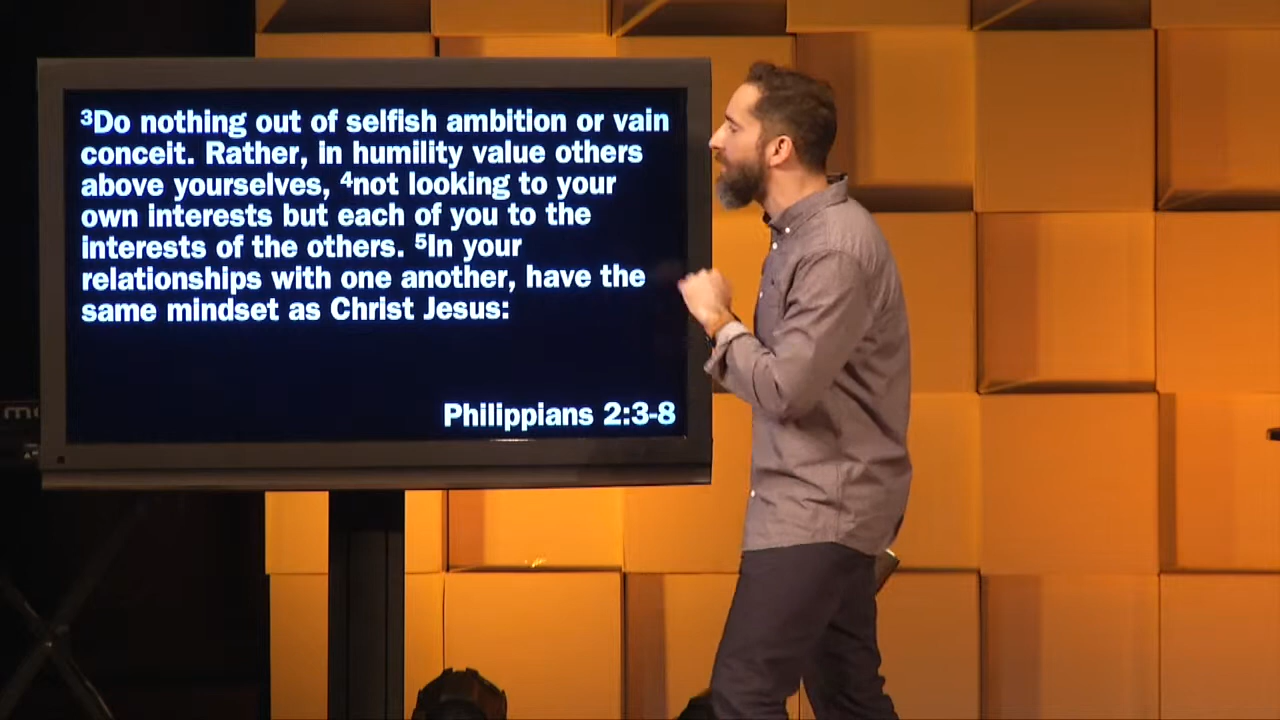 ³Do nothing out of selfish ambition or vain
conceit. Rather, in humility value others
above yourselves, ⁴not looking to your
own interests but each of you to the
interests of the others. ⁵In your
relationships with one another, have the
same mindset as Christ Jesus:
Philippians 2:3-8